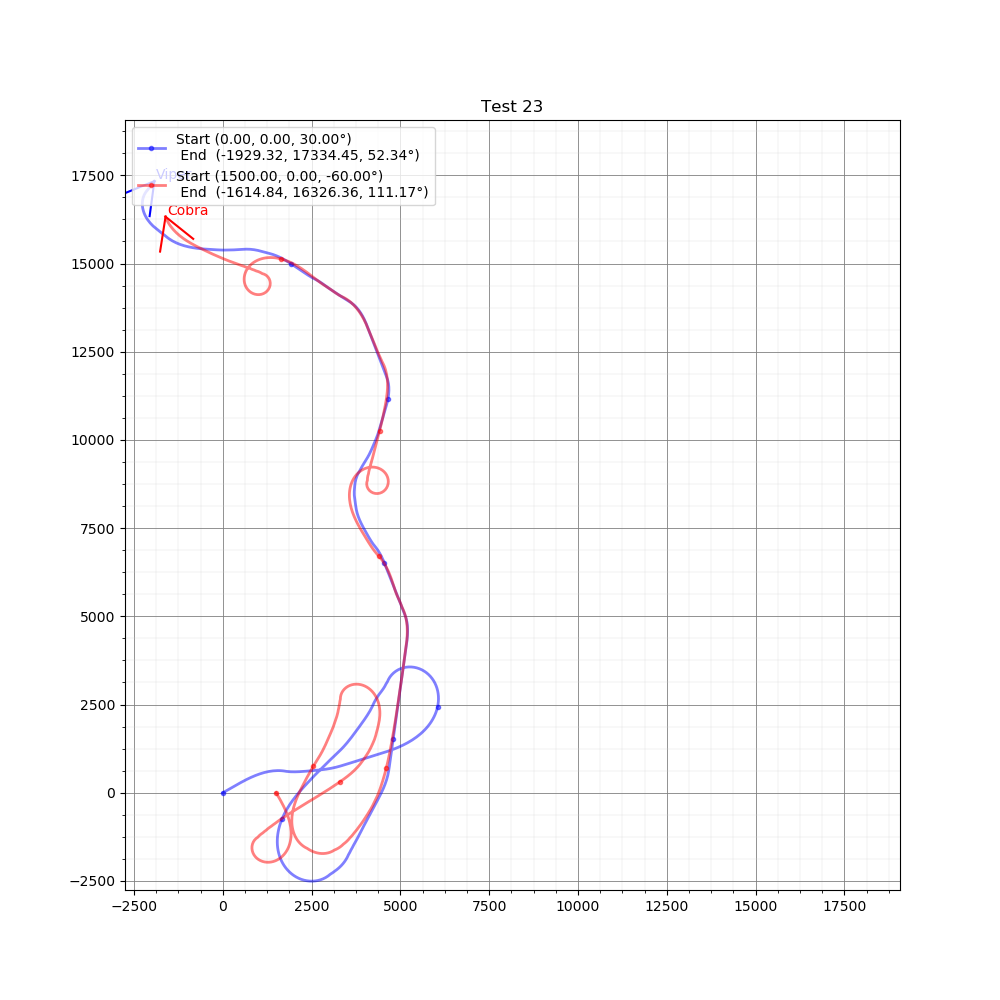 Test 23
Start (0.00, 0.00, 30.00°)
End (-1929.32, 17334.45, 52.34°)
Start (1500.00, 0.00, -60.00°)
End (-1614.84, 16326.36, 111.17°)
Cobra
17500
15000
12500
10000
7500
5000
2500
0
−2500
−2500 0 2500 5000 7500 10000 12500 15000 17500